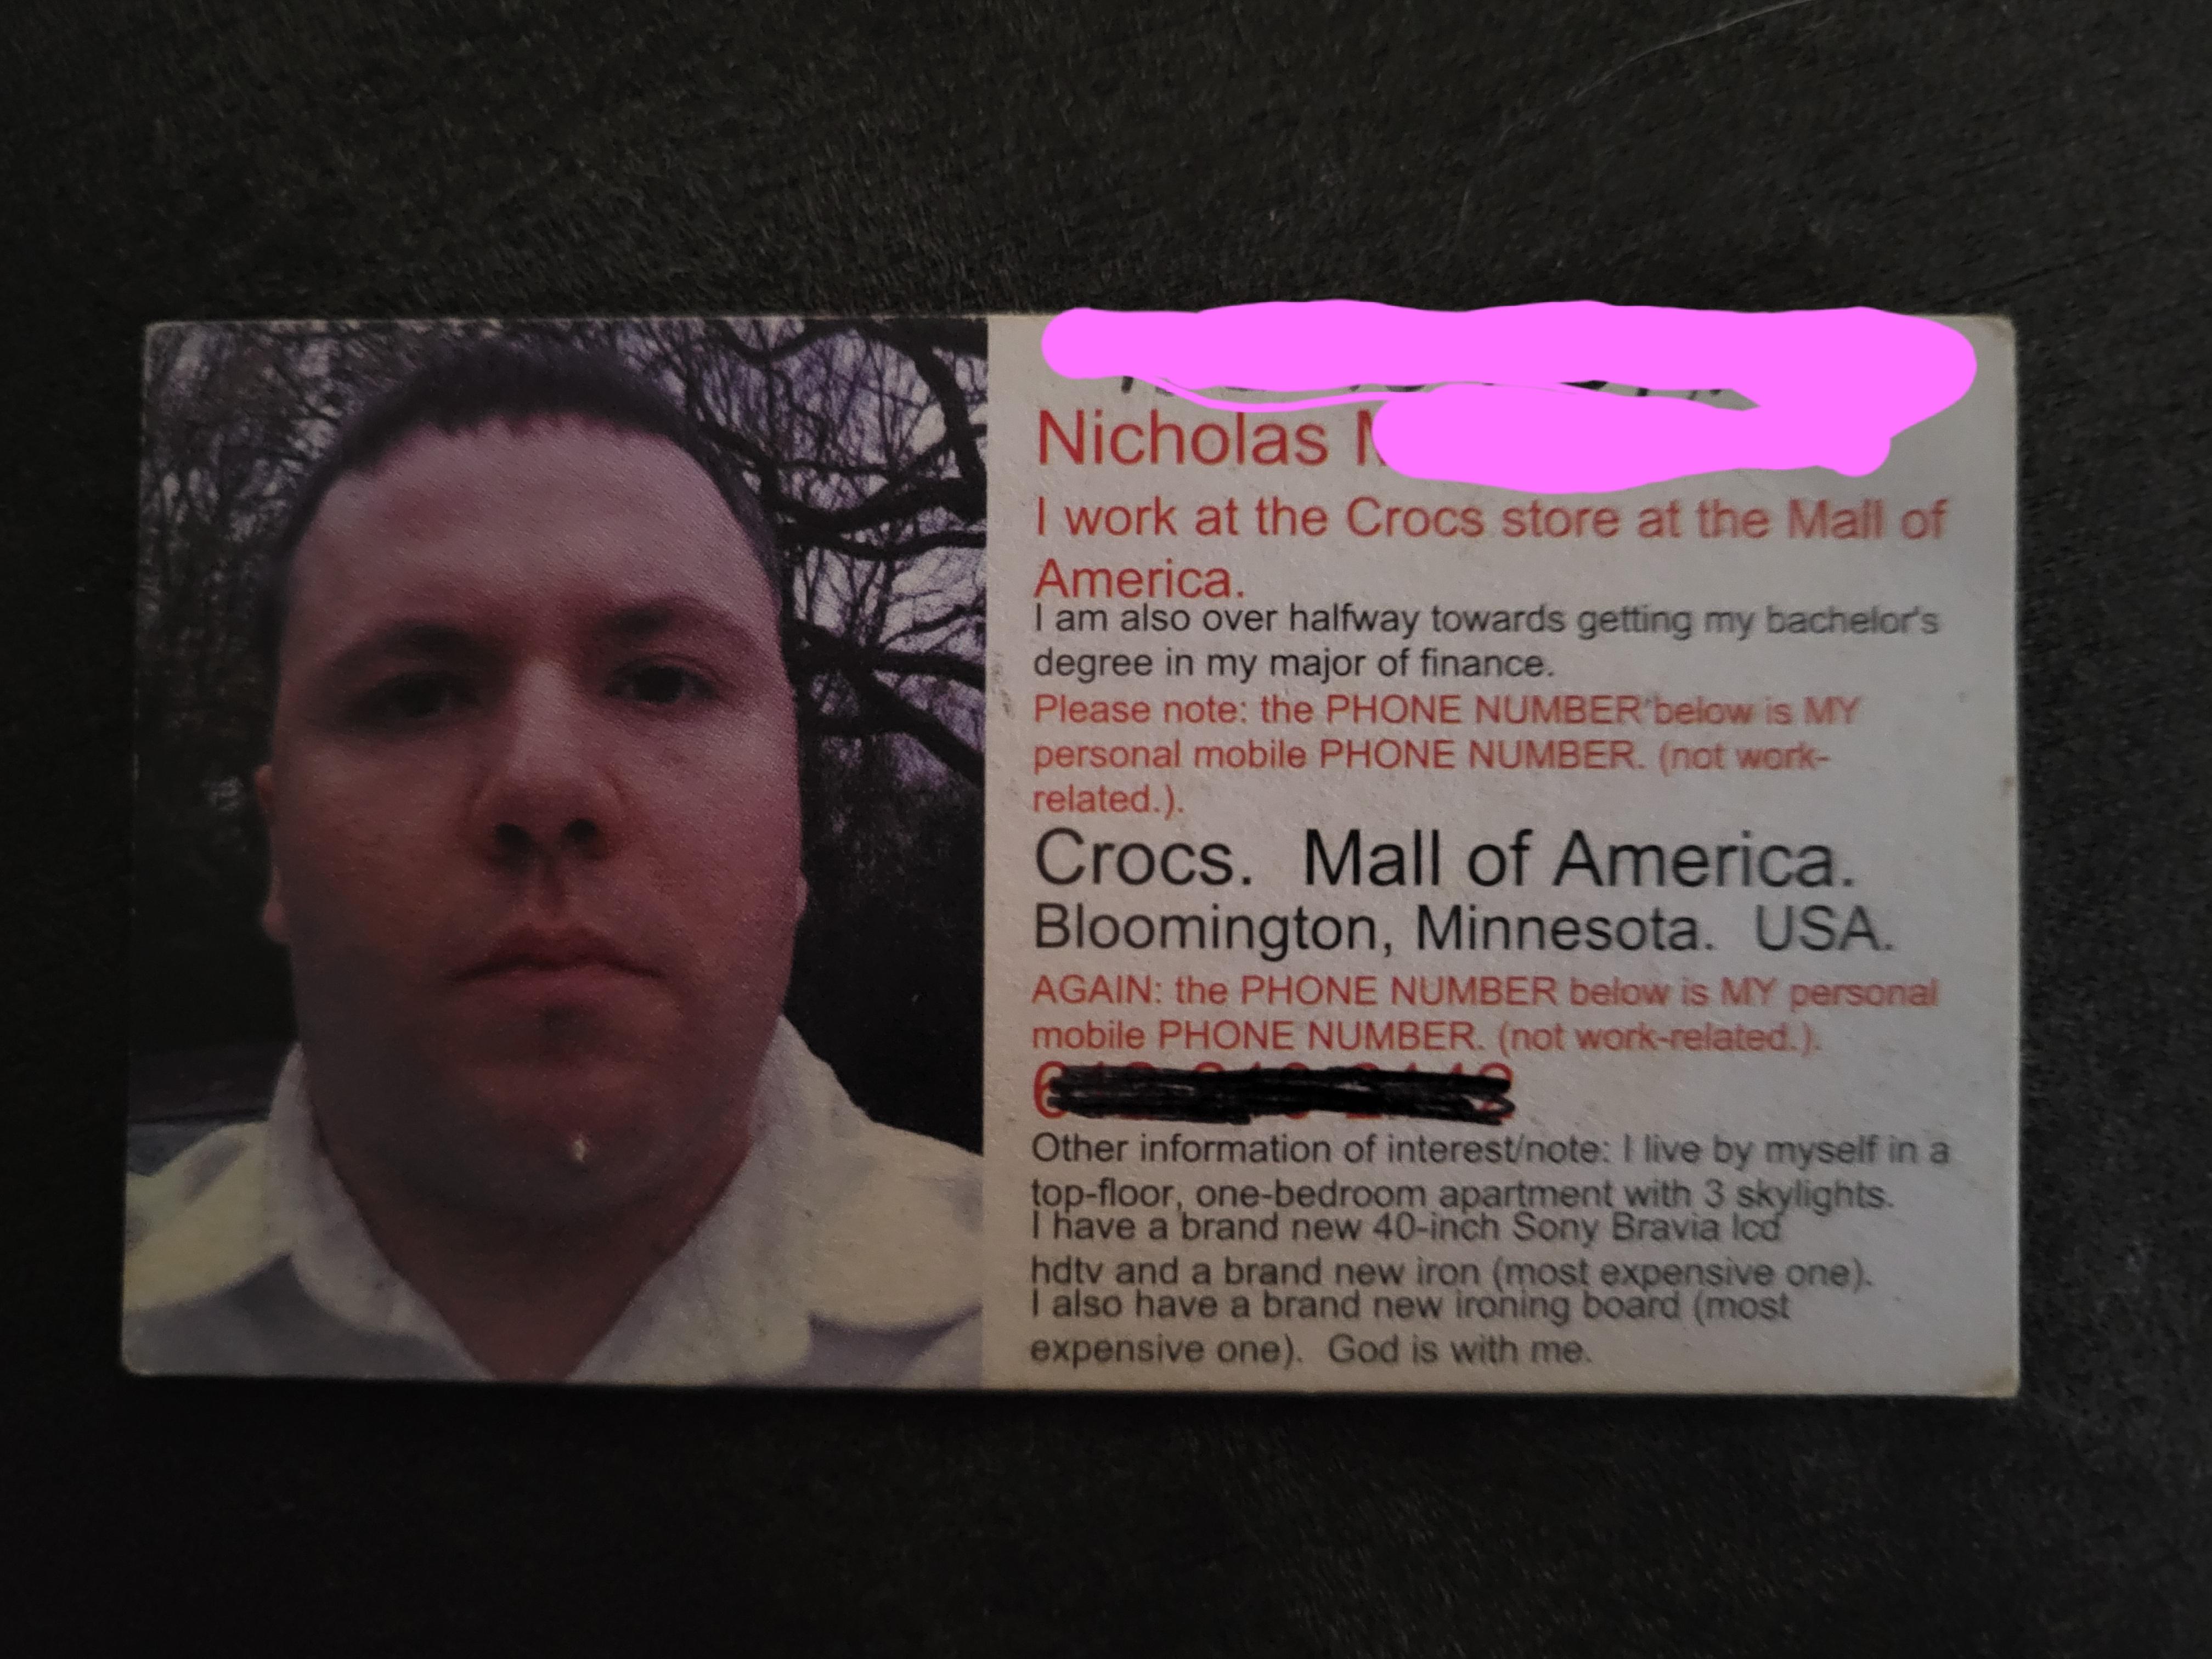 Nicholas
I work at the Crocs store at the Mall of
America.
I am also over halfway towards getting my bachelor's
degree in my major of finance.
Please note: the PHONE NUMBER below is MY
personal mobile PHONE NUMBER. (not work-
related.).
Crocs.  Mall of America.
Bloomington, Minnesota.  USA.
AGAIN: the PHONE NUMBER below is MY personal
mobile PHONE NUMBER. (not work-related.).
Other information of interest/note: I live by myself in a
top-floor, one-bedroom apartment with 3 skylights.
I have a brand new 40-inch Sony Bravia lcd
hdtv and a brand new iron (most expensive one).
I also have a brand new ironing board (most
expensive one).  God is with me.